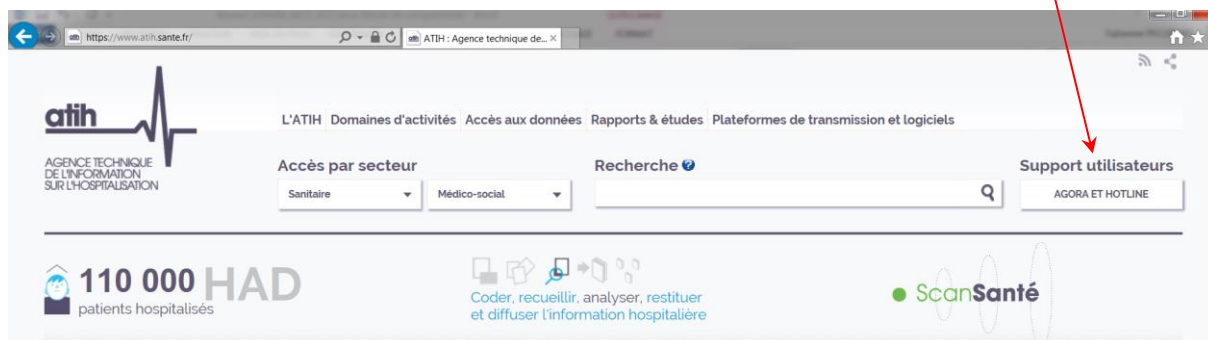 https://www.atih.sante.fr/
ATIH : Agence technique de...
atih
AGENCE TECHNIQUE
DE L'INFORMATION
SUR L'HOSPITALISATION
L'ATIH Domaines d'activités Accès aux données Rapports & études Plateformes de transmission et logiciels
Accès par secteur
Recherche
Support utilisateurs
Sanitaire
Médico-social
AGORA ET HOTLINE
110 000 HAD
patients hospitalisés
Coder, recueillir, analyser, restituer
et diffuser l'information hospitalière
ScanSanté